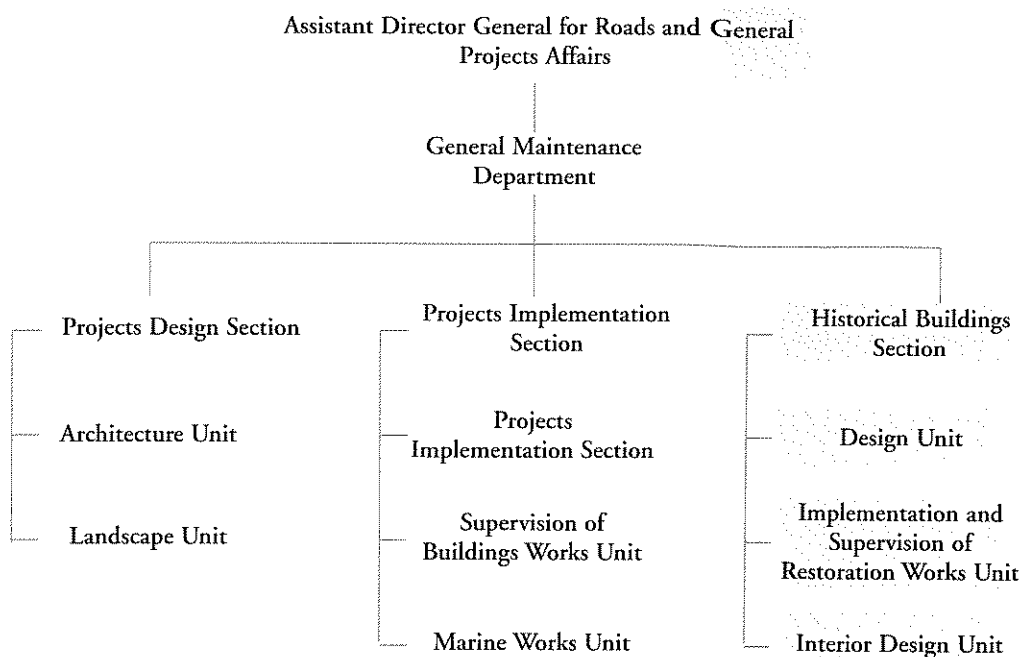 Assistant Director General for Roads and General
Projects Affairs
General Maintenance
Department
Projects Design Section
Architecture Unit
Landscape Unit
Projects Implementation
Section
Projects
Implementation Section
Supervision of
Buildings Works Unit
Marine Works Unit
Historical Buildings
Section
Design Unit
Implementation and
Supervision of
Restoration Works Unit
Interior Design Unit